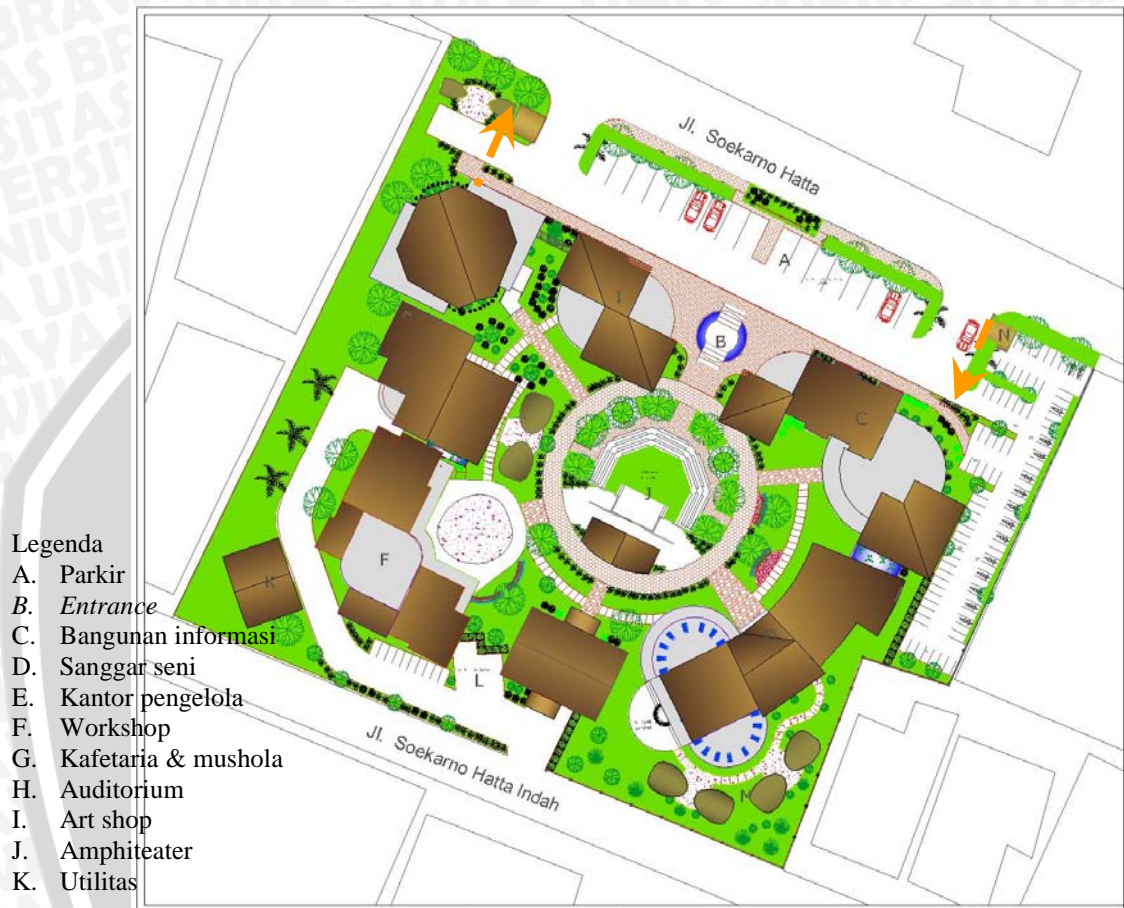 Jl. Soekarno Hatta
A
N
I
B
C
J
F
K
L
Jl. Soekarno Hatta Indah
Legenda
A. Parkir
B. Entrance
C. Bangunan informasi
D. Sanggar seni
E. Kantor pengelola
F. Workshop
G. Kafetaria & mushola
H. Auditorium
I. Art shop
J. Amphiteater
K. Utilitas